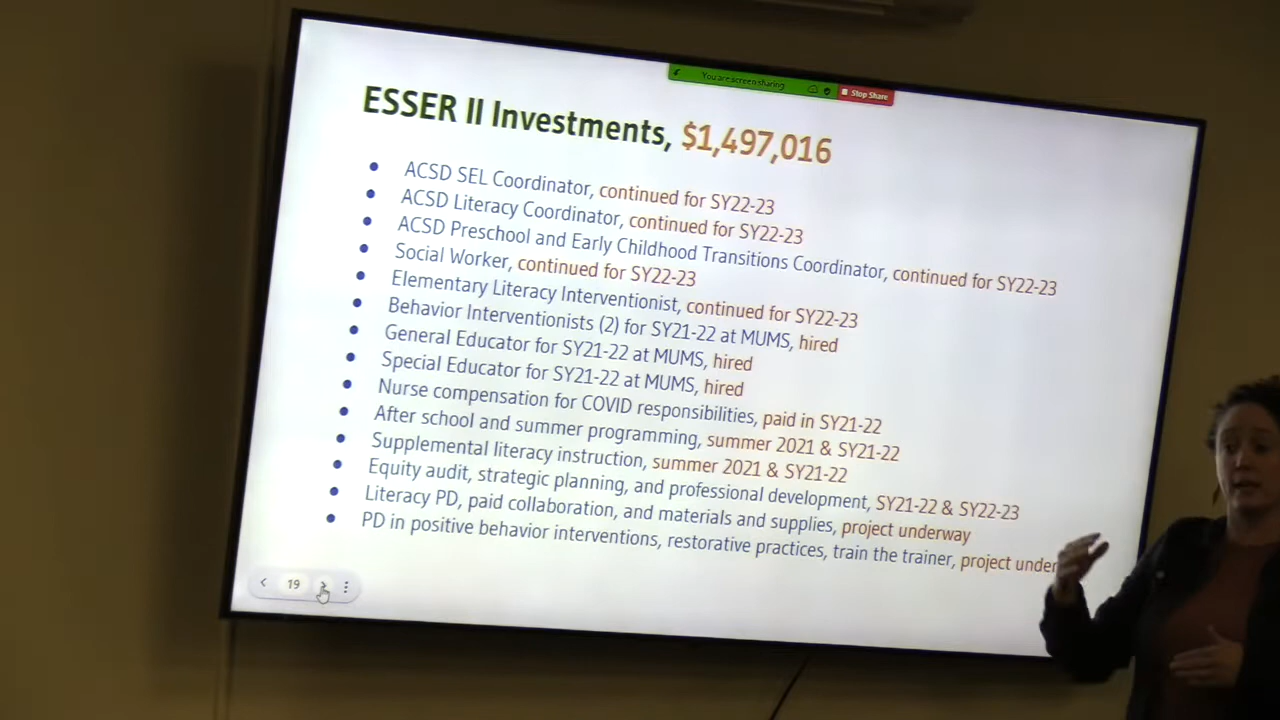 You are screen sharing
Stop Share
ESSER II Investments, $1,497,016
• ACSD SEL Coordinator, continued for SY22-23
• ACSD Literacy Coordinator, continued for SY22-23
• ACSD Preschool and Early Childhood Transitions Coordinator, continued for SY22-23
• Social Worker, continued for SY22-23
• Elementary Literacy Interventionist, continued for SY22-23
• Behavior Interventionists (2) for SY21-22 at MUMS, hired
• General Educator for SY21-22 at MUMS, hired
• Special Educator for SY21-22 at MUMS, hired
• Nurse compensation for COVID responsibilities, paid in SY21-22
• After school and summer programming, summer 2021 & SY21-22
• Supplemental literacy instruction, summer 2021 & SY21-22
• Equity audit, strategic planning, and professional development, SY21-22 & SY22-23
• Literacy PD, paid collaboration, and materials and supplies, project underway
• PD in positive behavior interventions, restorative practices, train the trainer, project under
19